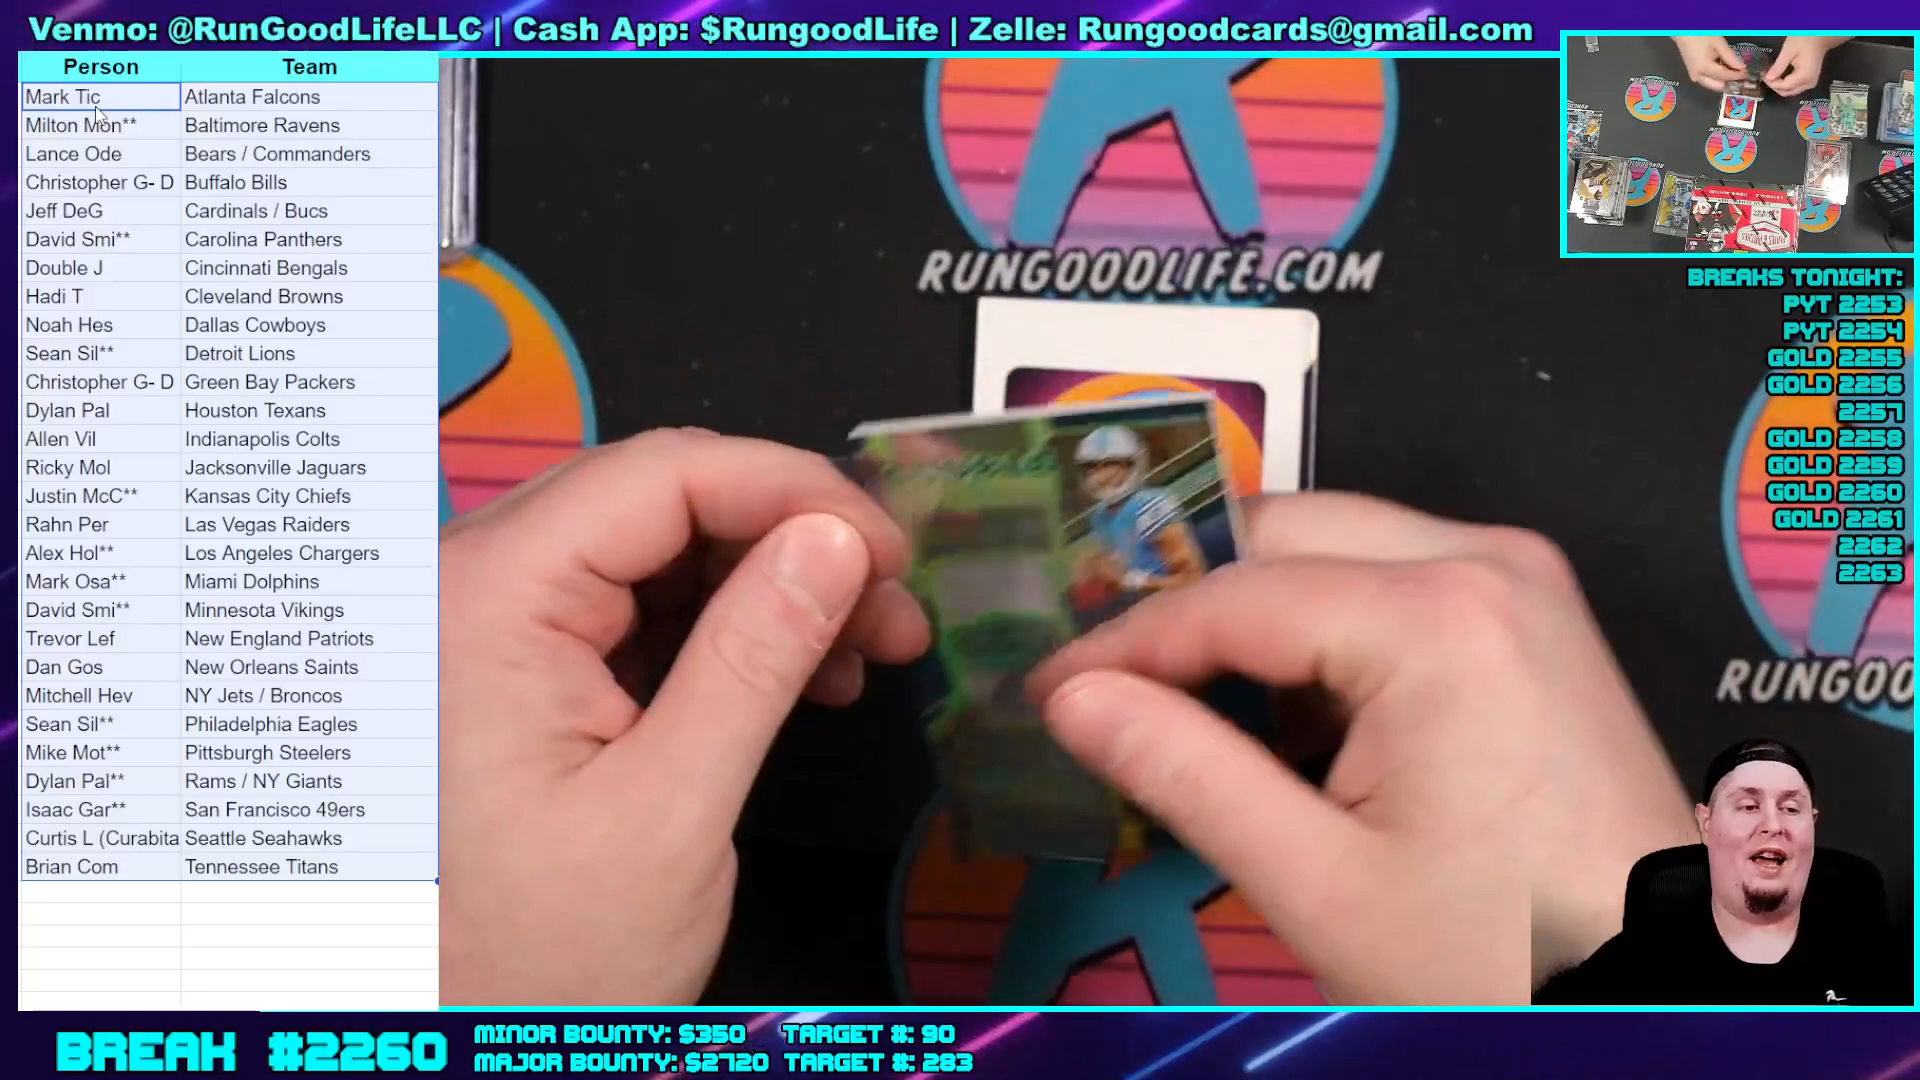 Venmo: @RunGoodLifeLLC | Cash App: $RungoodLife | Zelle: Rungoodcards@gmail.com
Person Team
Mark Tic Atlanta Falcons
Milton Mon** Baltimore Ravens
Lance Ode Bears / Commanders
Christopher G- D Buffalo Bills
Jeff DeG Cardinals / Bucs
David Smi** Carolina Panthers
Double J Cincinnati Bengals
Hadi T Cleveland Browns
Noah Hes Dallas Cowboys
Sean Sil** Detroit Lions
Christopher G- D Green Bay Packers
Dylan Pal Houston Texans
Allen Vil Indianapolis Colts
Ricky Mol Jacksonville Jaguars
Justin McC** Kansas City Chiefs
Rahn Per Las Vegas Raiders
Alex Hol** Los Angeles Chargers
Mark Osa** Miami Dolphins
David Smi** Minnesota Vikings
Trevor Lef New England Patriots
Dan Gos New Orleans Saints
Mitchell Hev NY Jets / Broncos
Sean Sil** Philadelphia Eagles
Mike Mot** Pittsburgh Steelers
Dylan Pal** Rams / NY Giants
Isaac Gar** San Francisco 49ers
Curtis L (Curabita Seattle Seahawks
Brian Com Tennessee Titans
RUNGOODLIFE.COM
RUNGOO
BREAKS TONIGHT:
PYT 2253
PYT 2254
GOLD 2255
GOLD 2256
2257
GOLD 2258
GOLD 2259
GOLD 2260
GOLD 2261
2262
2263
BREAK #2260
MINOR BOUNTY: $350 TARGET #: 90
MAJOR BOUNTY: $2720 TARGET #: 283